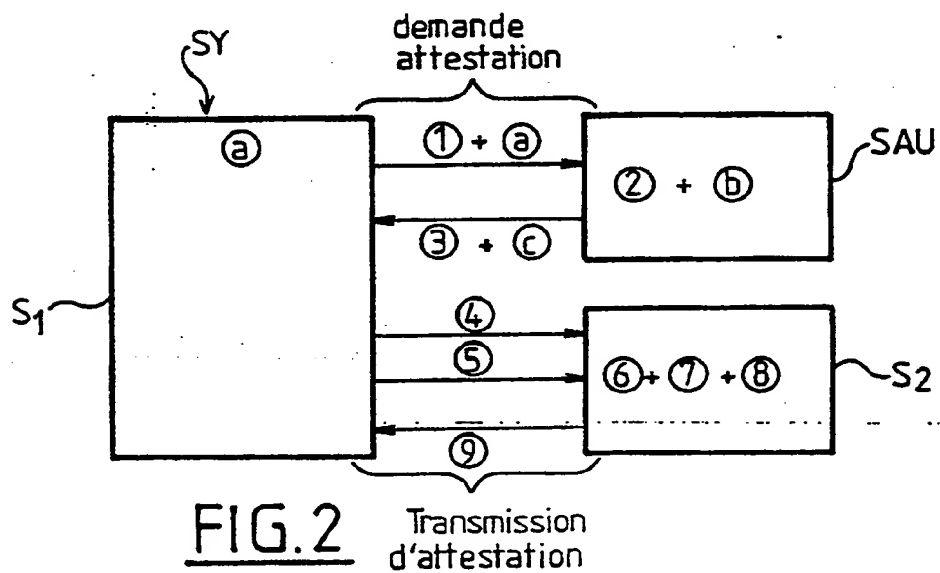 demande
attestation
SY
ⓐ
① + ⓐ
② + ⓑ
SAU
③ + ⓒ
S1
④
⑤
⑥+⑦+⑧
S2
⑨
FIG.2
Transmission
d'attestation